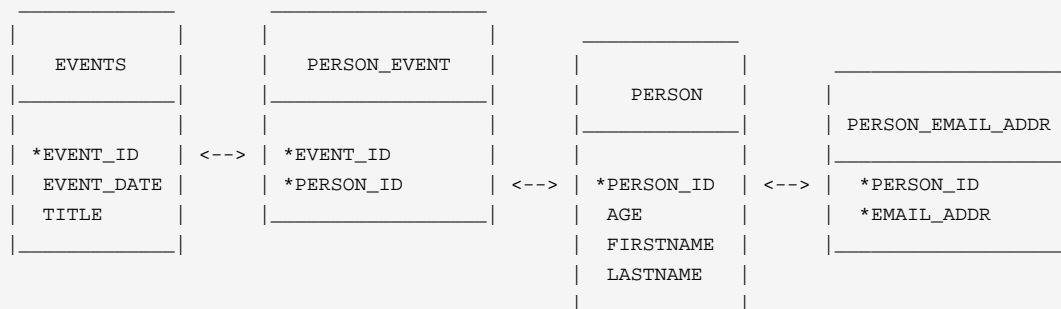 EVENTS
PERSON_EVENT
PERSON
PERSON_EMAIL_ADDR
*EVENT_ID <--> *EVENT_ID
EVENT_DATE *PERSON_ID <--> *PERSON_ID <--> *PERSON_ID
TITLE AGE *EMAIL_ADDR
FIRSTNAME
LASTNAME